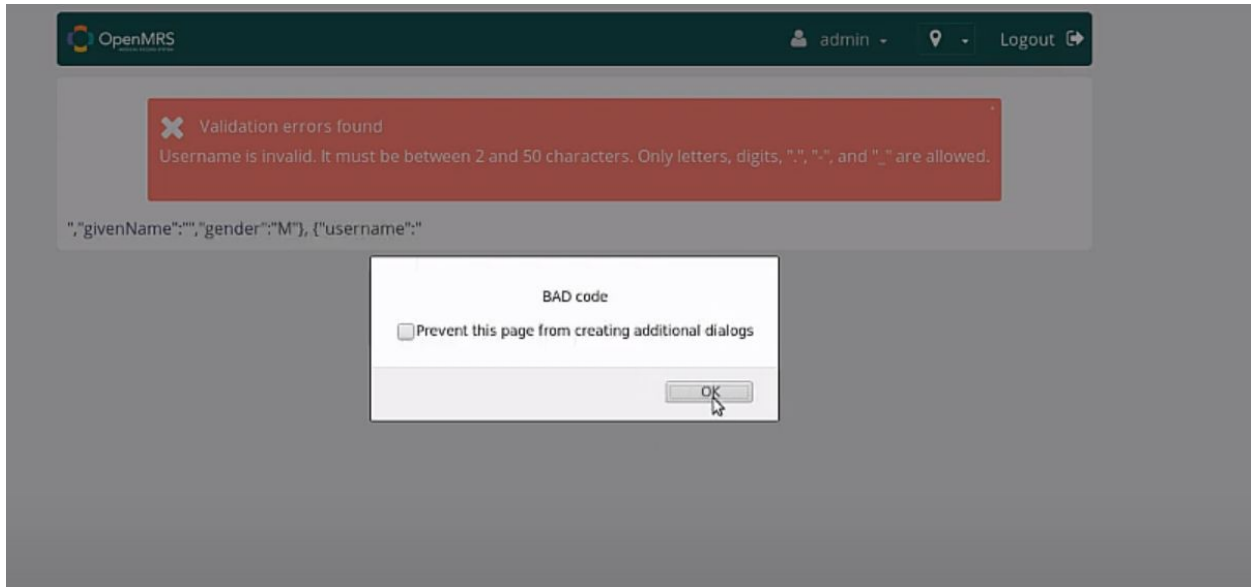 OpenMRS
admin
Logout
Validation errors found
Username is invalid. It must be between 2 and 50 characters. Only letters, digits, ".", "-", and "_" are allowed.
","givenName":"","gender":"M"}, {"username":"
BAD code
Prevent this page from creating additional dialogs
OK